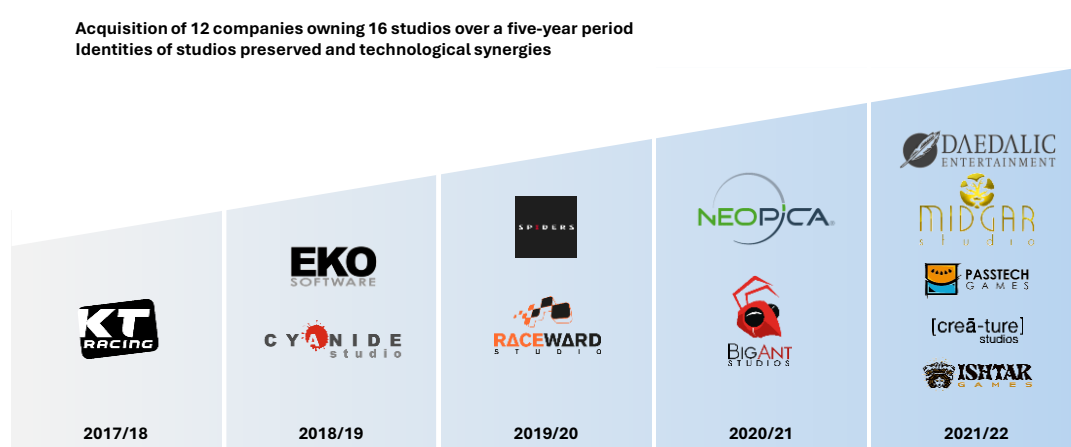 Acquisition of 12 companies owning 16 studios over a five-year period
Identities of studios preserved and technological synergies
KT
RACING
2017/18
EKO
SOFTWARE
CYANIDE
studio
2018/19
SPIDERS
RACEWARD
STUDIO
2019/20
NEOPICA®
BIGANT
STUDIOS
2020/21
DAEDALIC
ENTERTAINMENT
MIDGAR
studio
PASSTECH
GAMES
[creā-ture]
studios
ISHTAR
GAMES
2021/22